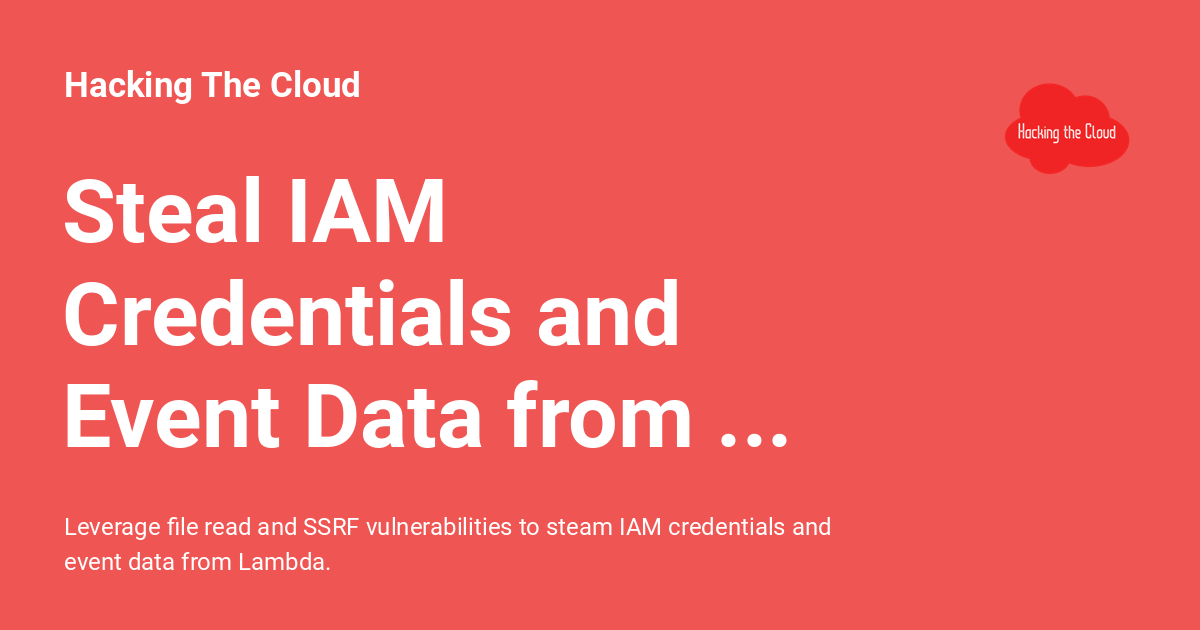 Hacking The Cloud
Hacking the Cloud
Steal IAM
Credentials and
Event Data from ...
Leverage file read and SSRF vulnerabilities to steam IAM credentials and
event data from Lambda.